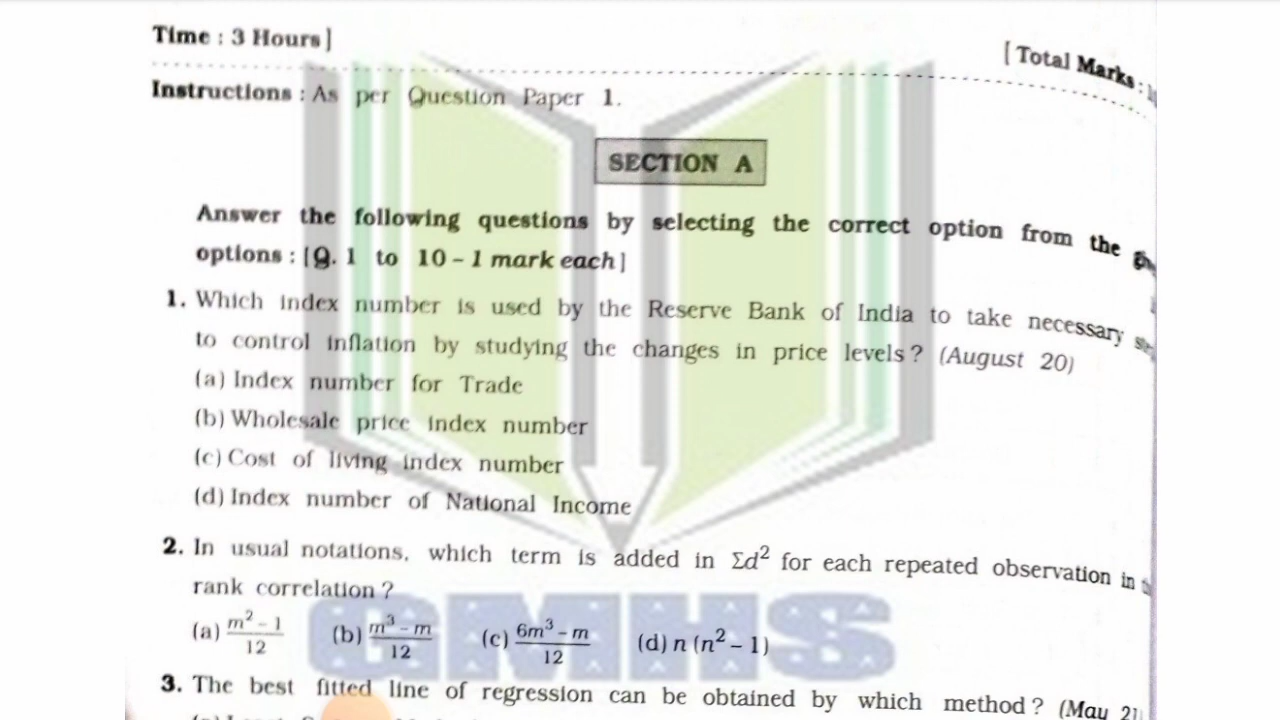 Time : 3 Hours]
[ Total Marks :
Instructions : As per Question Paper 1.
SECTION A
Answer the following questions by selecting the correct option from the
options : [Q. 1 to 10 – 1 mark each]
1. Which index number is used by the Reserve Bank of India to take necessary
to control inflation by studying the changes in price levels ? (August 20)
(a) Index number for Trade
(b) Wholesale price index number
(c) Cost of living index number
(d) Index number of National Income
2. In usual notations, which term is added in Σd² for each repeated observation in
rank correlation ?
(a) m² – 1 / 12 (b) m³ – m / 12 (c) 6m³ – m / 12 (d) n (n² – 1)
GMHS
3. The best fitted line of regression can be obtained by which method ? (May 21)